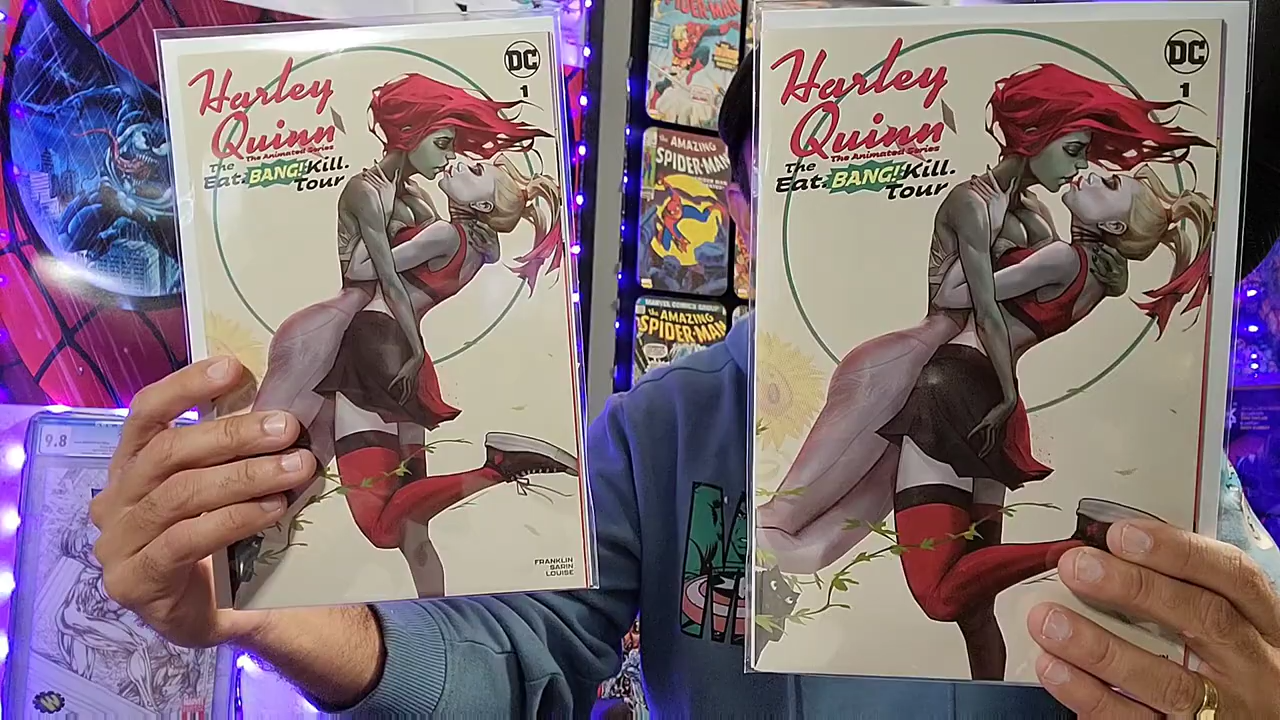 DC
1
Harley
Quinn
The Animated Series
The
Eat. BANG! Kill.
Tour
FRANKLIN
SARIN
LOUISE
DC
1
Harley
Quinn
The Animated Series
The
Eat. BANG! Kill.
Tour
SPIDER-MAN
the AMAZING
SPIDER-MAN
MARVEL COMICS GROUP
the AMAZING
SPIDER-MAN
9.8
MARVEL